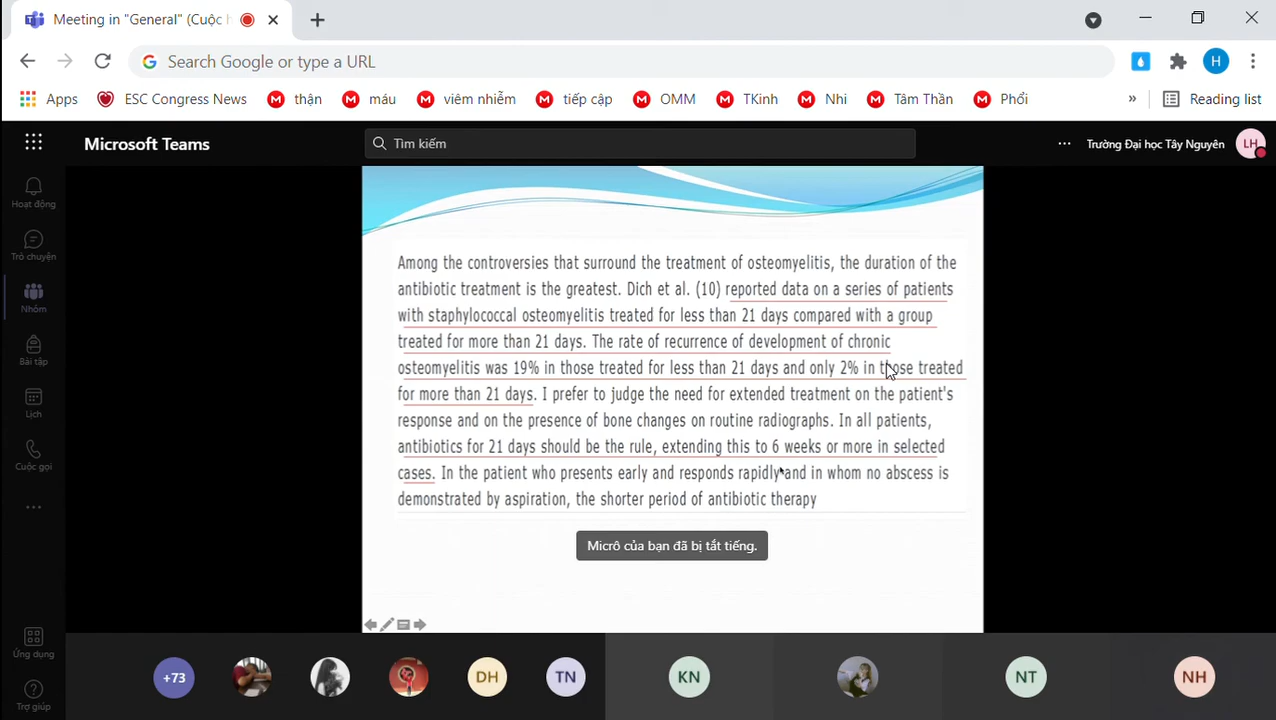 Meeting in "General" (Cuộc h
Search Google or type a URL
H
Apps
ESC Congress News
M thận
M máu
M viêm nhiễm
M tiếp cập
M OMM
M TKinh
M Nhi
M Tâm Thần
M Phổi
»
Reading list
Microsoft Teams
Tìm kiếm
Trường Đại học Tây Nguyên
LH
Hoạt động
Trò chuyện
Nhóm
Bài tập
Lịch
Cuộc gọi
Ứng dụng
Trợ giúp
Among the controversies that surround the treatment of osteomyelitis, the duration of the
antibiotic treatment is the greatest. Dich et al. (10) reported data on a series of patients
with staphylococcal osteomyelitis treated for less than 21 days compared with a group
treated for more than 21 days. The rate of recurrence of development of chronic
osteomyelitis was 19% in those treated for less than 21 days and only 2% in those treated
for more than 21 days. I prefer to judge the need for extended treatment on the patient's
response and on the presence of bone changes on routine radiographs. In all patients,
antibiotics for 21 days should be the rule, extending this to 6 weeks or more in selected
cases. In the patient who presents early and responds rapidly and in whom no abscess is
demonstrated by aspiration, the shorter period of antibiotic therapy
Micrô của bạn đã bị tắt tiếng.
+73
DH
TN
KN
NT
NH